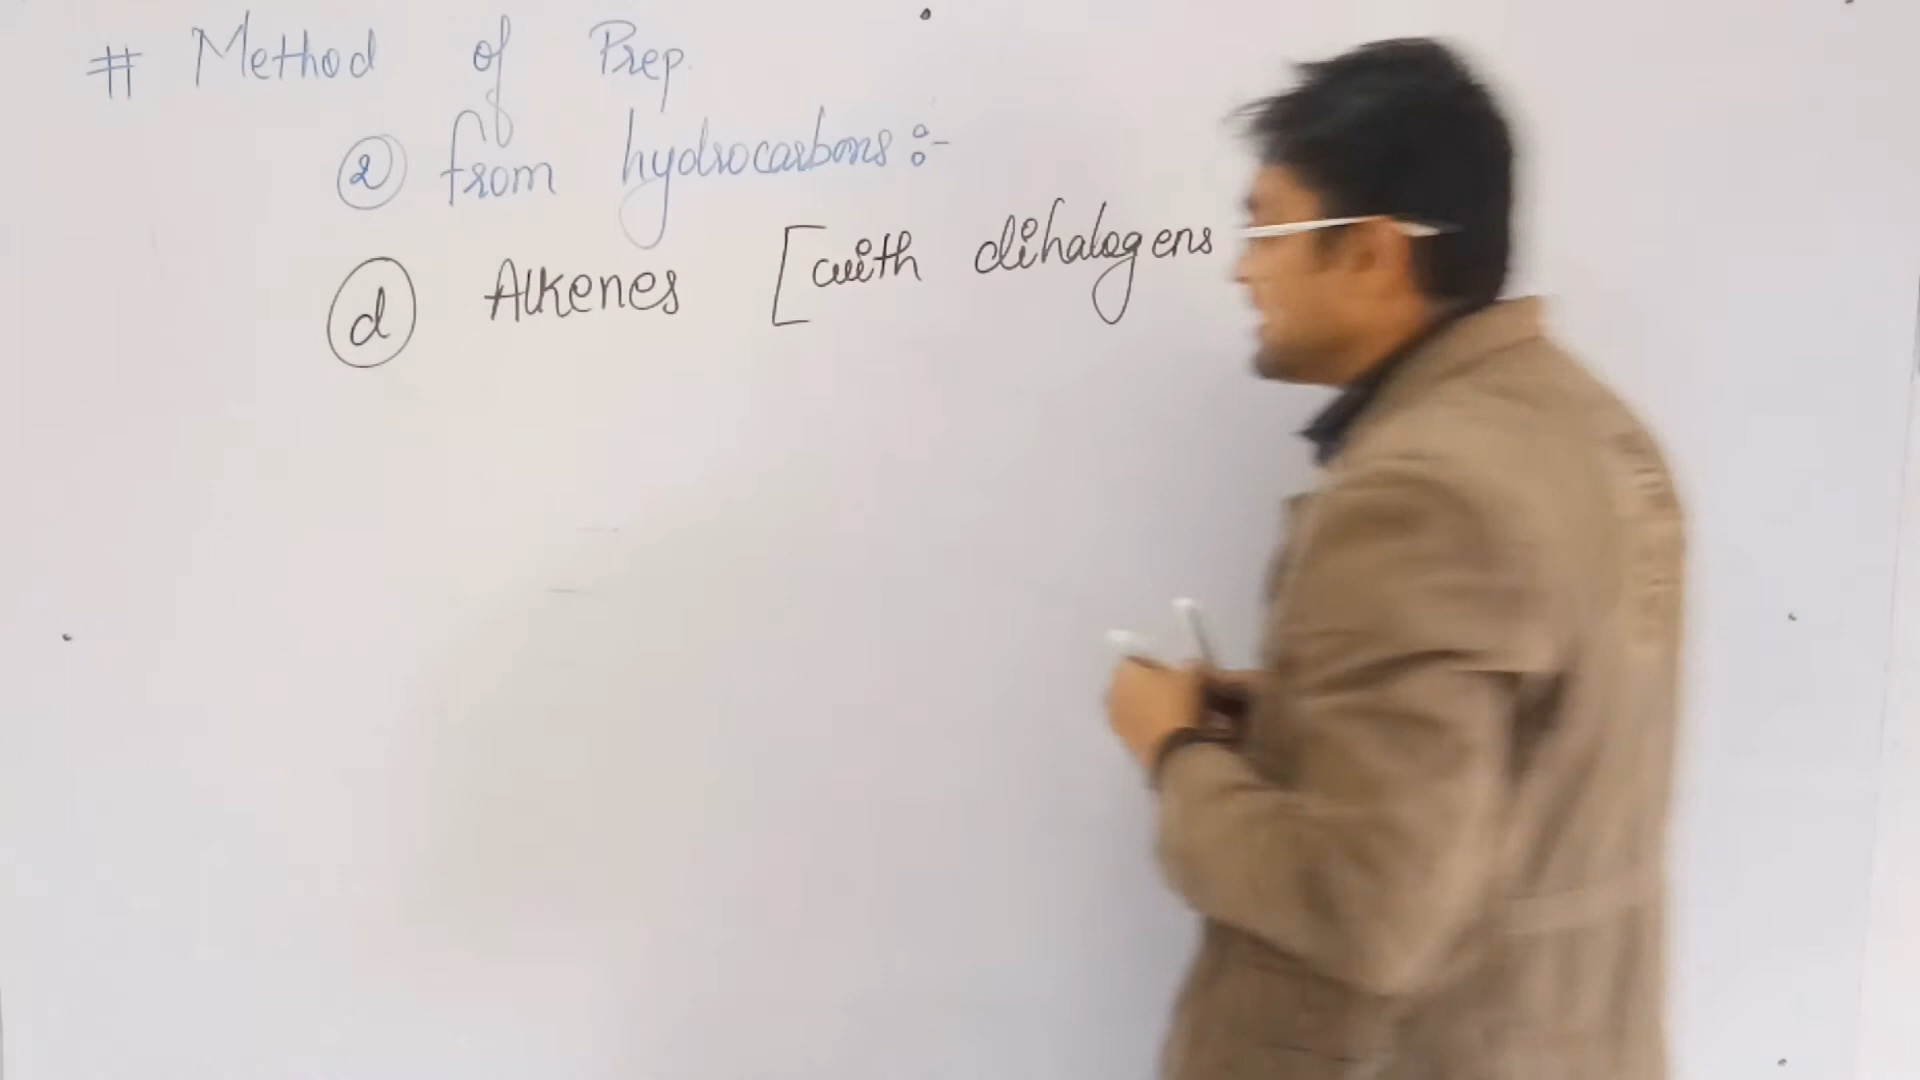 # Method of Prep.
② from hydrocarbons :-
ⓓ Alkenes [with dihalogens